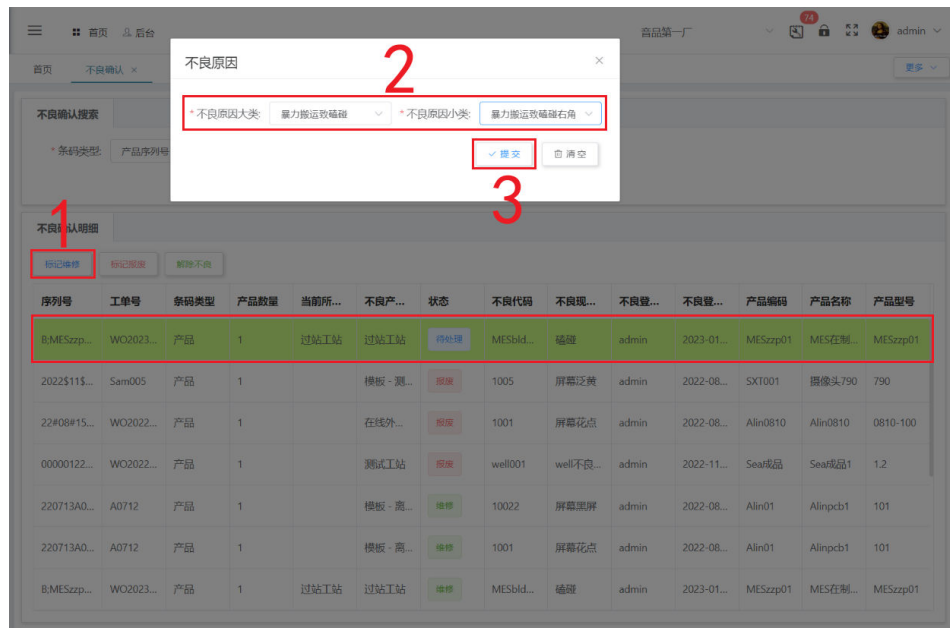 74
首页 后台 音品第一厂 admin
首页 不良确认 × 更多
不良原因 ×
2
* 不良原因大类: 暴力搬运致磕碰 * 不良原因小类: 暴力搬运致磕碰右角
提交 清空
3
不良确认搜索
* 条码类型: 产品序列号
1
不良确认明细
标记维修 标记报废 解除不良
序列号 工单号 条码类型 产品数量 当前所... 不良产... 状态 不良代码 不良现... 不良登... 不良登... 产品编码 产品名称 产品型号
B;MESzzp... WO2023... 产品 1 过站工站 过站工站 待处理 MESbld... 磕碰 admin 2023-01... MESzzp01 MES在制... MESzzp01
2022$11$... Sam005 产品 1 模板 - 测... 报废 1005 屏幕泛黄 admin 2022-08... SXT001 摄像头790 790
22#08#15... WO2022... 产品 1 在线外... 报废 1001 屏幕花点 admin 2022-08... Alin0810 Alin0810 0810-100
00000122... WO2022... 产品 1 测试工站 报废 well001 well不良... admin 2022-11... Sea成品 Sea成品1 1.2
220713A0... A0712 产品 1 模板 - 离... 维修 10022 屏幕黑屏 admin 2022-08... Alin01 Alinpcb1 101
220713A0... A0712 产品 1 模板 - 离... 维修 1001 屏幕花点 admin 2022-08... Alin01 Alinpcb1 101
B;MESzzp... WO2023... 产品 1 过站工站 过站工站 维修 MESbld... 磕碰 admin 2023-01... MESzzp01 MES在制... MESzzp01